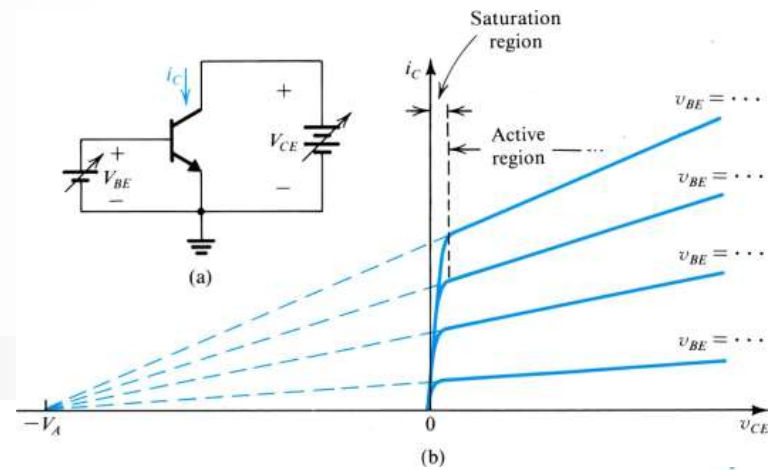 Saturation
region
i_C
+
V_CE
−
+
V_BE
−
(a)
i_C
Active
region
...
v_BE = ···
v_BE = ···
v_BE = ···
v_BE = ···
−V_A
0
v_CE
(b)